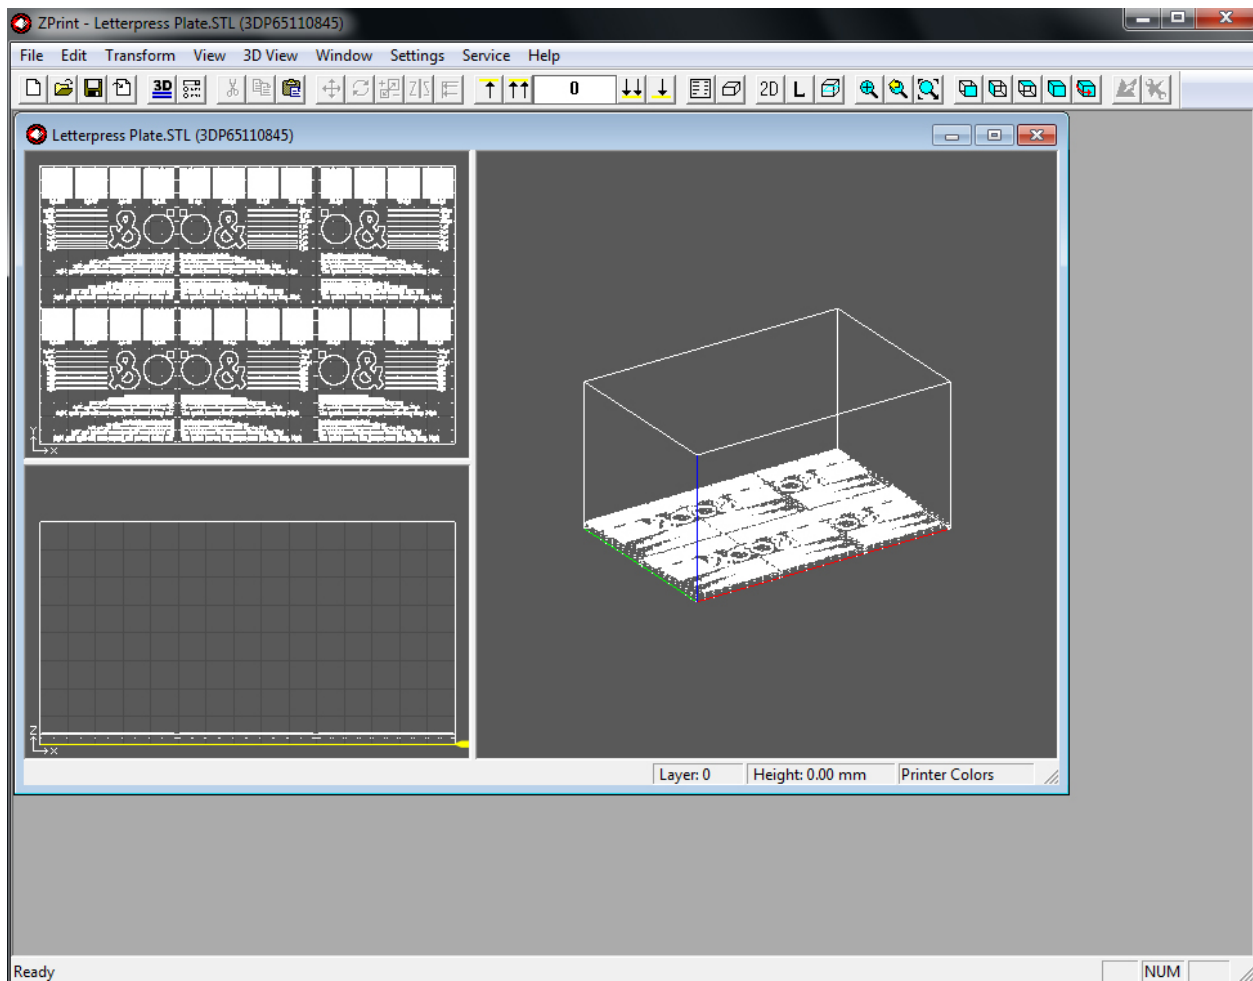 ZPrint - Letterpress Plate.STL (3DP65110845)
File Edit Transform View 3D View Window Settings Service Help
3D 0 2D L
Letterpress Plate.STL (3DP65110845)
& & &
Y
X
& & &
Z
X
Layer: 0 Height: 0.00 mm Printer Colors
Ready NUM